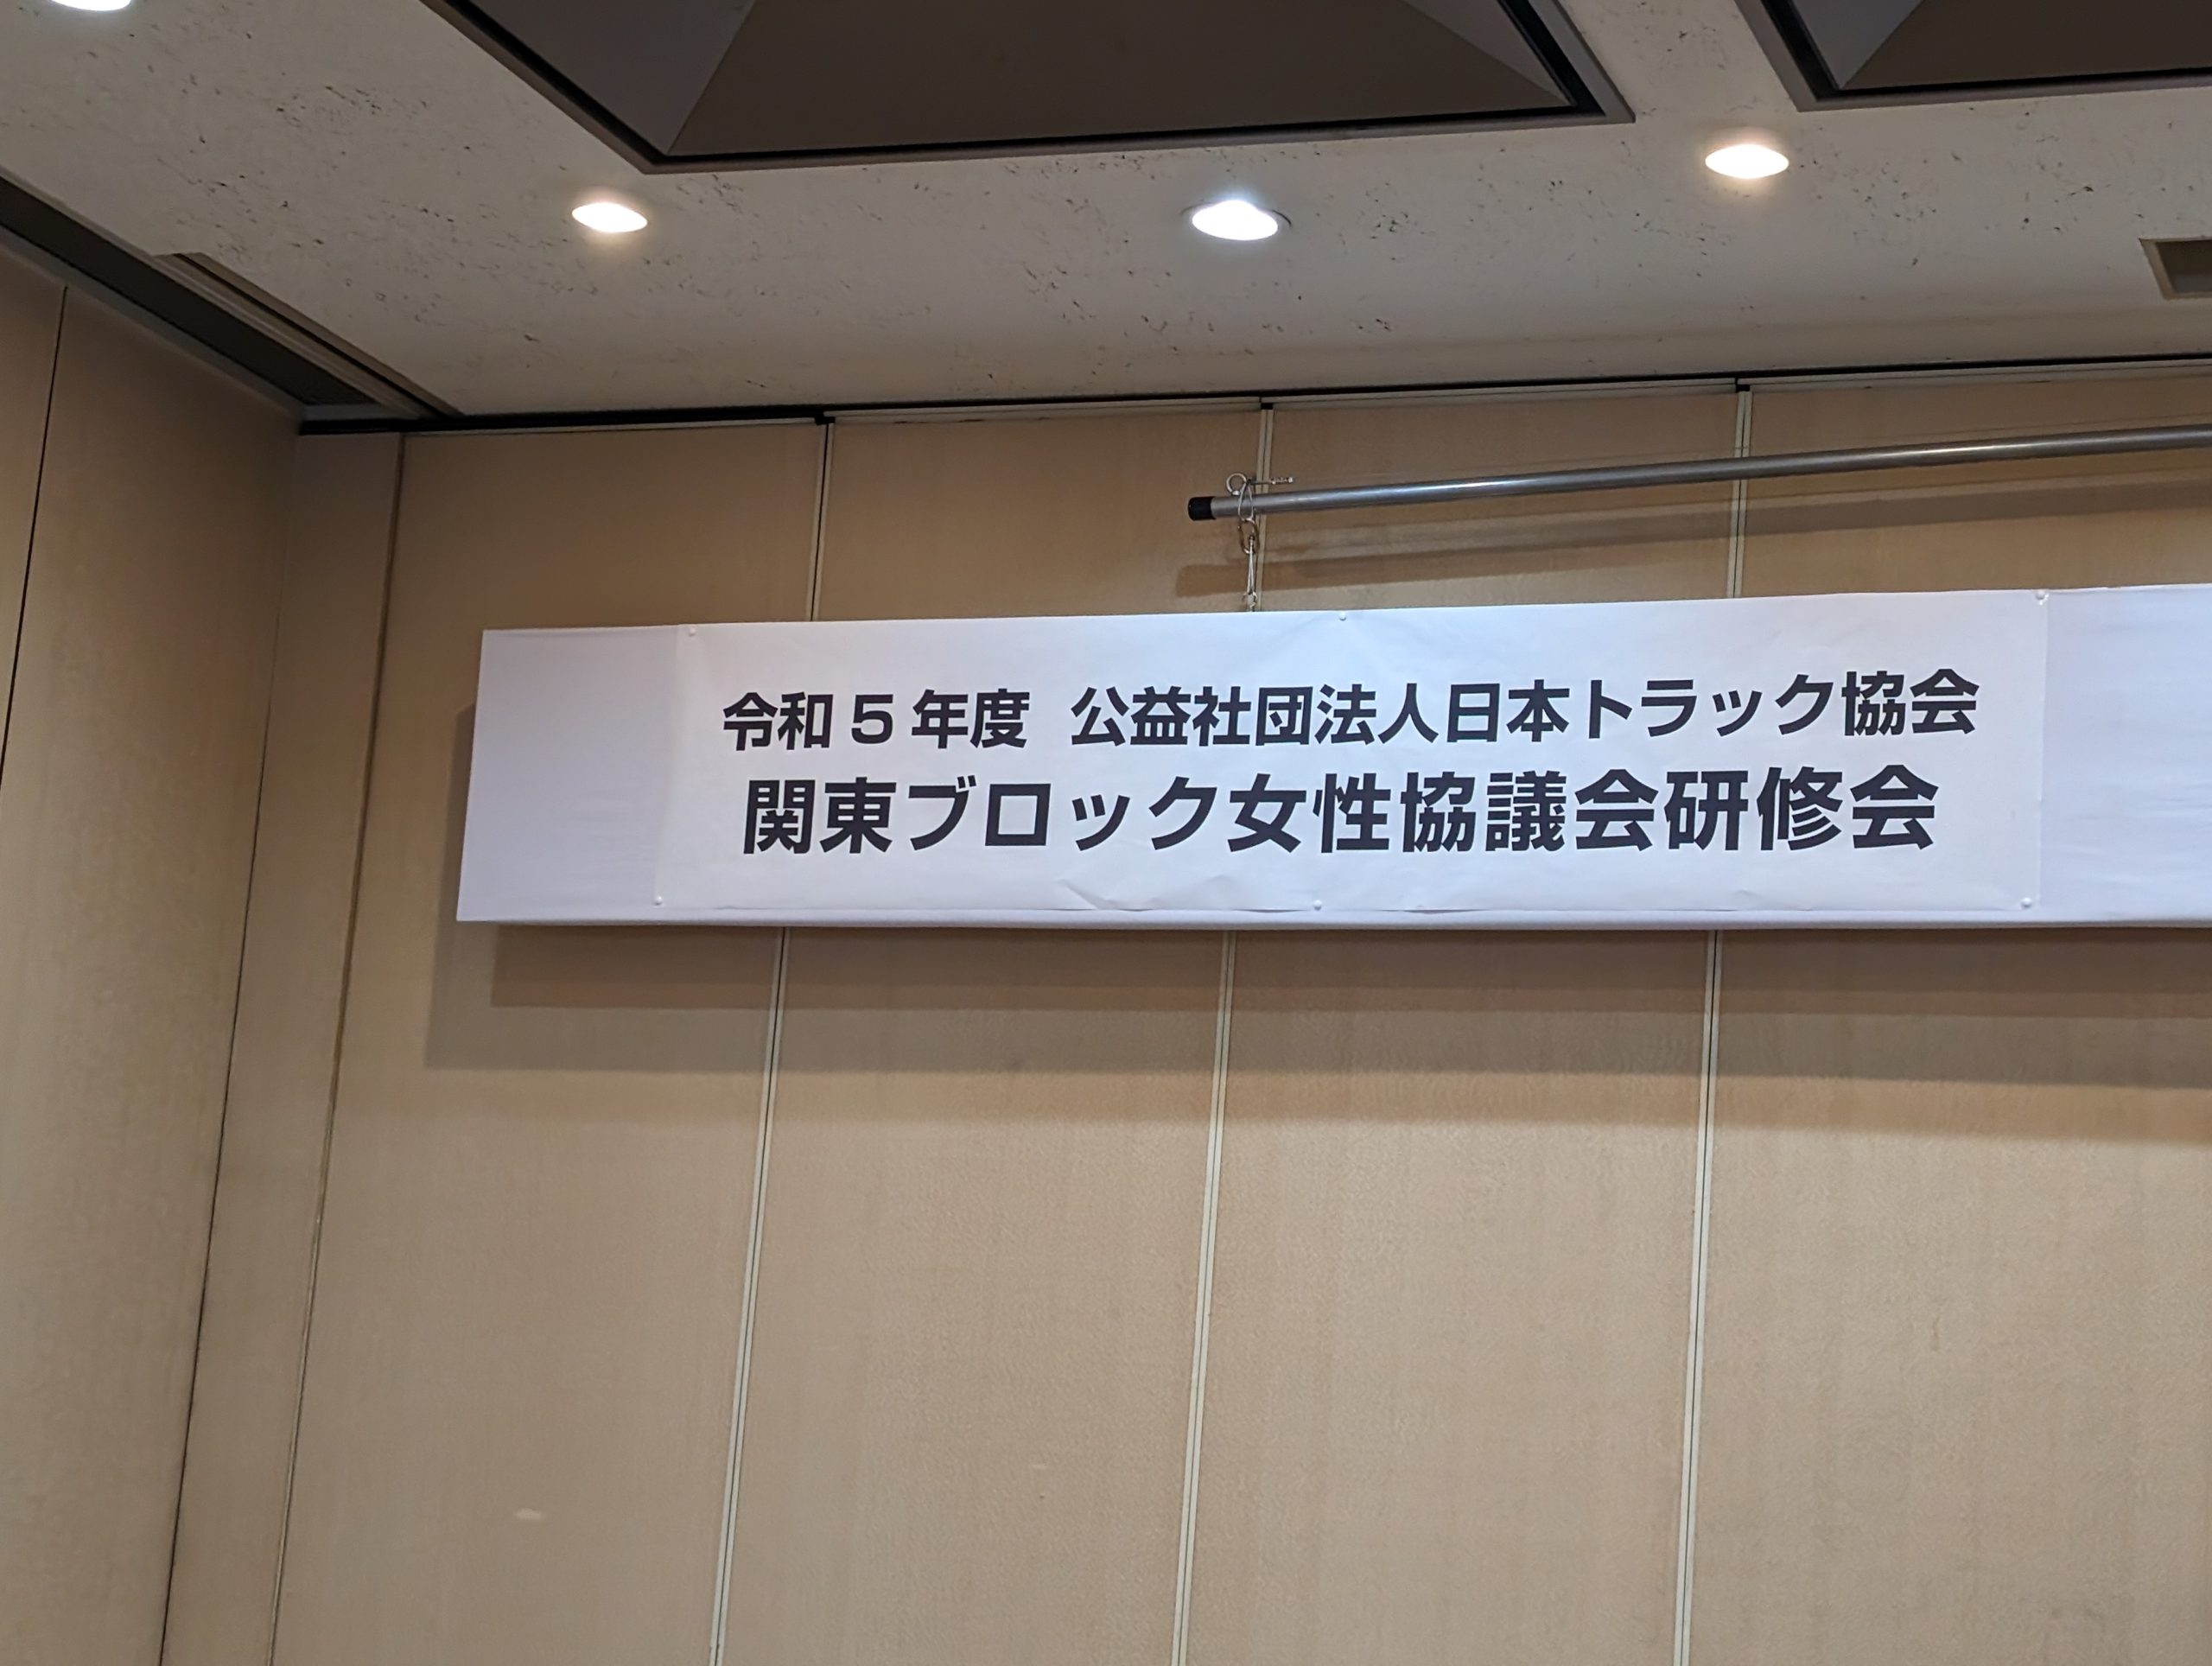 令和5年度 公益社団法人日本トラック協会
関東ブロック女性協議会研修会